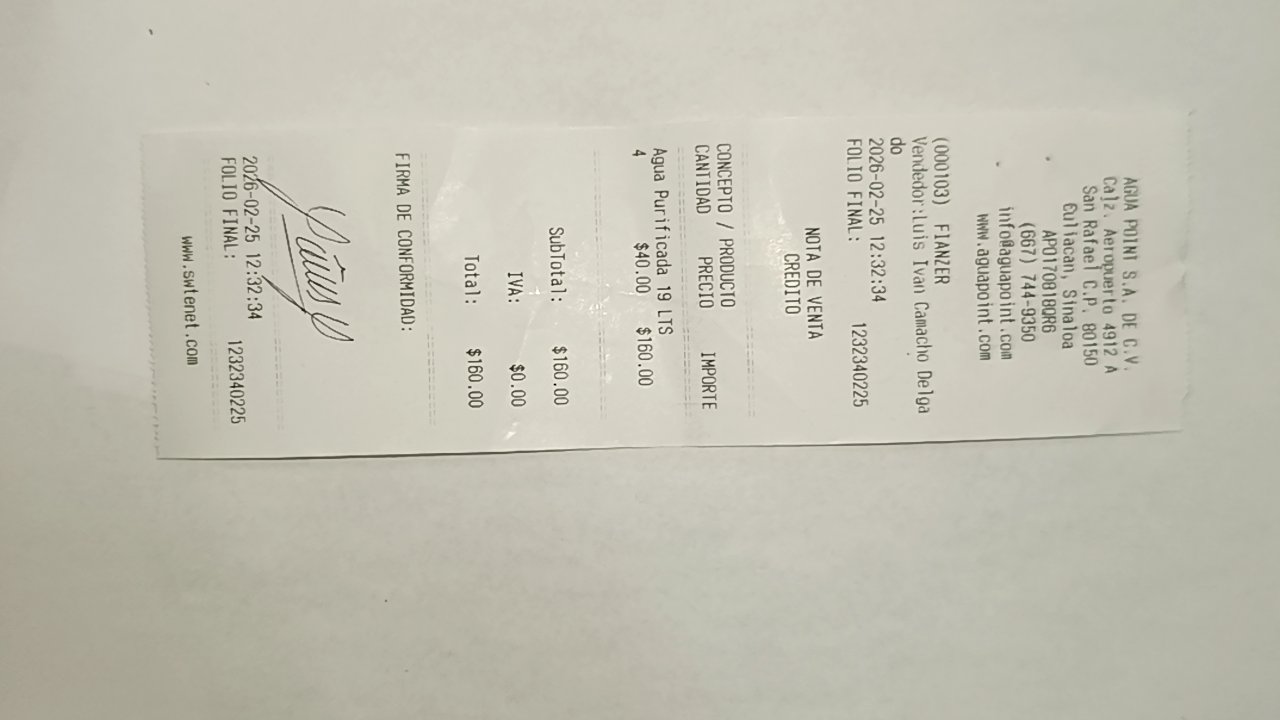 AGUA POINT S.A. DE C.V.
Calz. Aeropuerto 4912 A
San Rafael C.P. 80150
Culiacan, Sinaloa
APO170818QR6
(667) 744-9350
info@aguapoint.com
www.aguapoint.com
(000103) FIANZER
Vendedor:Luis Ivan Camacho Delga
do
2026-02-25 12:32:34
FOLIO FINAL: 1232340225
NOTA DE VENTA
CREDITO
CONCEPTO / PRODUCTO
CANTIDAD PRECIO IMPORTE
Agua Purificada 19 LTS
4 $40.00 $160.00
SubTotal: $160.00
IVA: $0.00
Total: $160.00
FIRMA DE CONFORMIDAD:
2026-02-25 12:32:34
FOLIO FINAL: 1232340225
www.swtenet.com